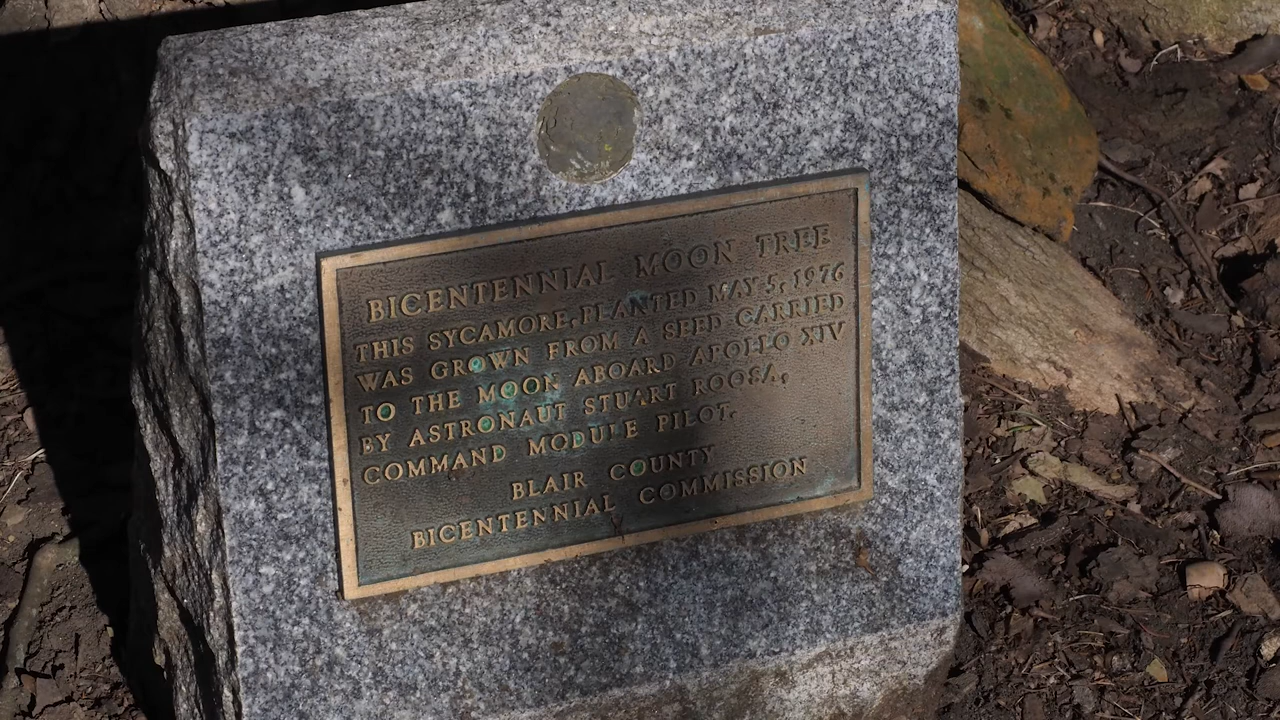 BICENTENNIAL MOON TREE
THIS SYCAMORE, PLANTED MAY 5, 1976
WAS GROWN FROM A SEED CARRIED
TO THE MOON ABOARD APOLLO XIV
BY ASTRONAUT STUART ROOSA,
COMMAND MODULE PILOT.
BLAIR COUNTY
BICENTENNIAL COMMISSION